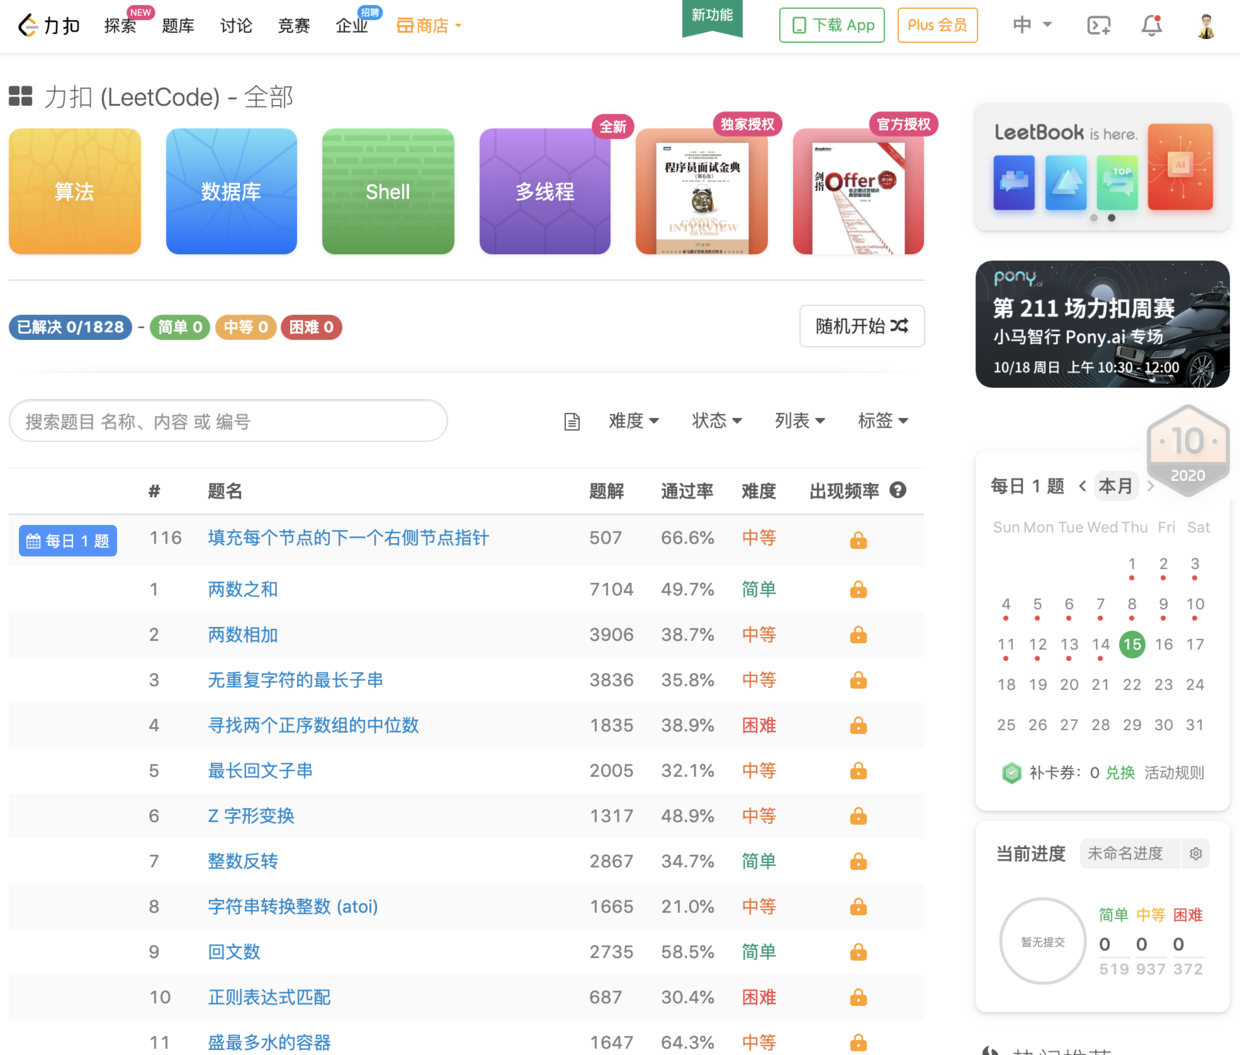 力扣 探索 NEW 题库 讨论 竞赛 企业 招聘 商店 新功能 下载 App Plus 会员 中
力扣 (LeetCode) - 全部
算法
数据库
Shell
多线程
全新
独家授权
程序员面试金典
CODING
INTERVIEW
官方授权
剑指
Offer
LeetBook is here.
TOP
AI
pony.ai
第 211 场力扣周赛
小马智行 Pony.ai 专场
10/18 周日 上午 10:30 - 12:00
已解决 0/1828 - 简单 0 中等 0 困难 0
随机开始
搜索题目 名称、内容 或 编号
难度 状态 列表 标签
# 题名 题解 通过率 难度 出现频率 ?
每日 1 题 116 填充每个节点的下一个右侧节点指针 507 66.6% 中等
1 两数之和 7104 49.7% 简单
2 两数相加 3906 38.7% 中等
3 无重复字符的最长子串 3836 35.8% 中等
4 寻找两个正序数组的中位数 1835 38.9% 困难
5 最长回文子串 2005 32.1% 中等
6 Z 字形变换 1317 48.9% 中等
7 整数反转 2867 34.7% 简单
8 字符串转换整数 (atoi) 1665 21.0% 中等
9 回文数 2735 58.5% 简单
10 正则表达式匹配 687 30.4% 困难
11 盛最多水的容器 1647 64.3% 中等
10
2020
每日 1 题 < 本月 >
Sun Mon Tue Wed Thu Fri Sat
1 2 3
4 5 6 7 8 9 10
11 12 13 14 15 16 17
18 19 20 21 22 23 24
25 26 27 28 29 30 31
补卡券: 0 兑换 活动规则
当前进度 未命名进度
暂无提交
简单 中等 困难
0 0 0
519 937 372